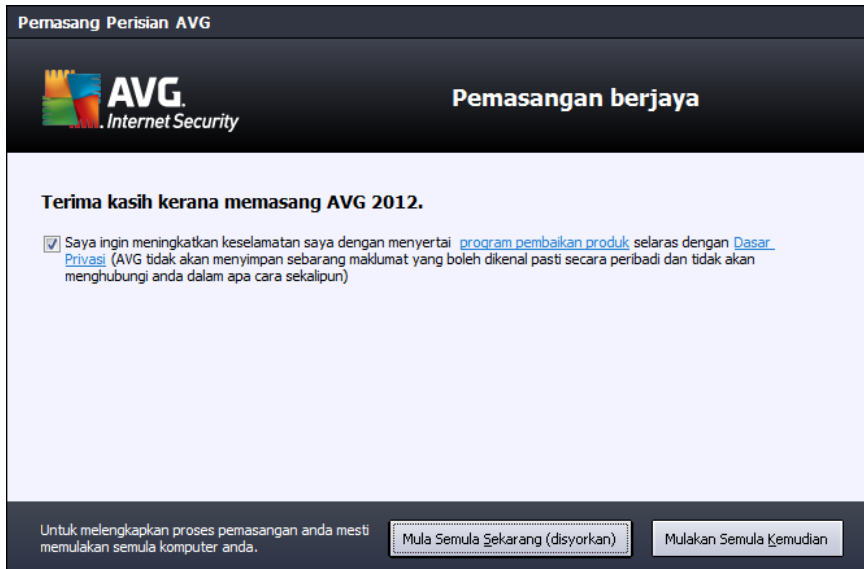 Pemasang Perisian AVG
AVG.
Internet Security
Pemasangan berjaya
Terima kasih kerana memasang AVG 2012.
Saya ingin meningkatkan keselamatan saya dengan menyertai program pembaikan produk selaras dengan Dasar
Privasi (AVG tidak akan menyimpan sebarang maklumat yang boleh dikenal pasti secara peribadi dan tidak akan
menghubungi anda dalam apa cara sekalipun)
Untuk melengkapkan proses pemasangan anda mesti
memulakan semula komputer anda.
Mula Semula Sekarang (disyorkan)
Mulakan Semula Kemudian